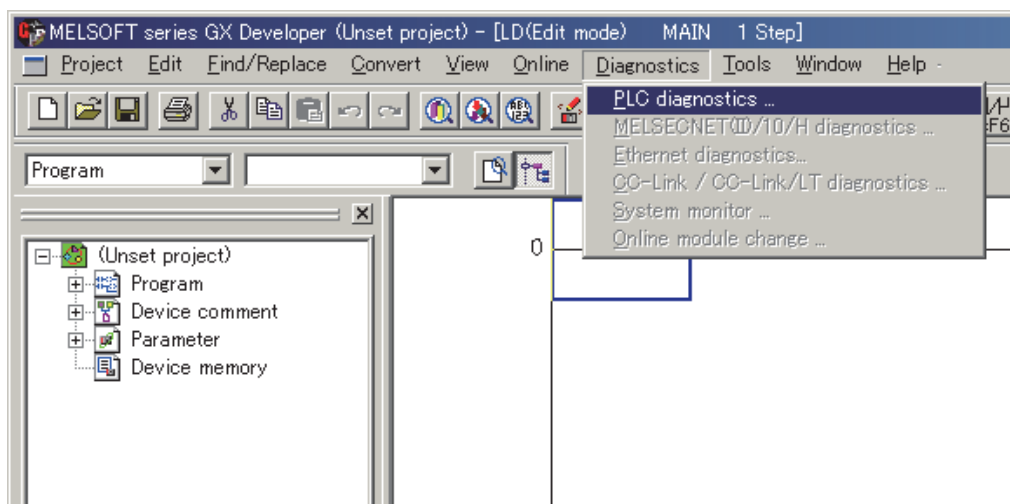 MELSOFT series GX Developer (Unset project) - [LD(Edit mode)    MAIN    1 Step]
Project Edit Find/Replace Convert View Online Diagnostics Tools Window Help
PLC diagnostics ...
MELSECNET(II)/10/H diagnostics ...
Ethernet diagnostics...
CC-Link / CC-Link/LT diagnostics ...
System monitor ...
Online module change ...
Program
0
(Unset project)
Program
Device comment
Parameter
Device memory